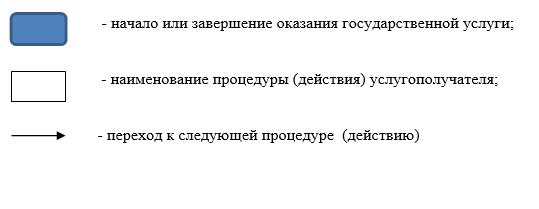 - начало или завершение оказания государственной услуги;
- наименование процедуры (действия) услугополучателя;
- переход к следующей процедуре (действию)